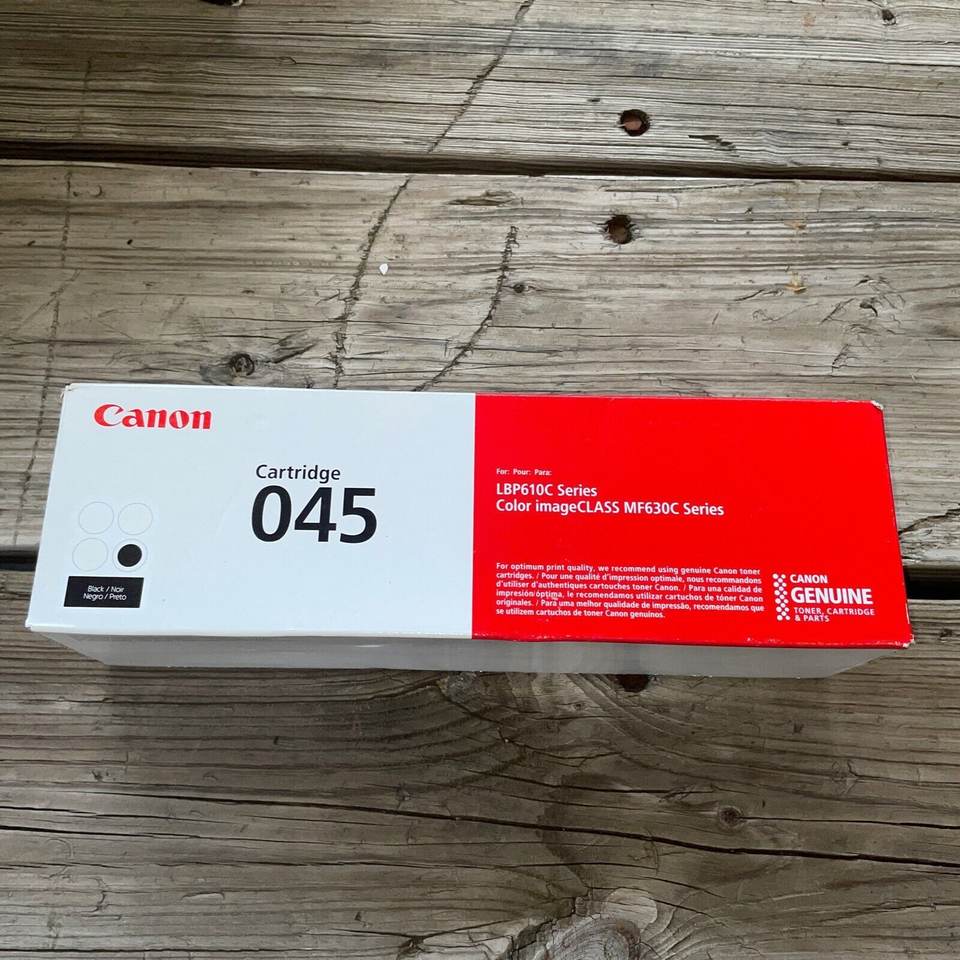 Canon
Cartridge
045
Black / Noir
Negro / Preto
For: Pour: Para:
LBP610C Series
Color imageCLASS MF630C Series
For optimum print quality, we recommend using genuine Canon toner
cartridges. / Pour une qualité d'impression optimale, nous recommandons
d'utiliser d'authentiques cartouches toner Canon. / Para una calidad de
impresión óptima, le recomendamos utilizar cartuchos de tóner Canon
originales. / Para uma melhor qualidade de impressão, recomendamos que
se utilizem cartuchos de toner Canon genuínos.
CANON
GENUINE
TONER, CARTRIDGE
& PARTS